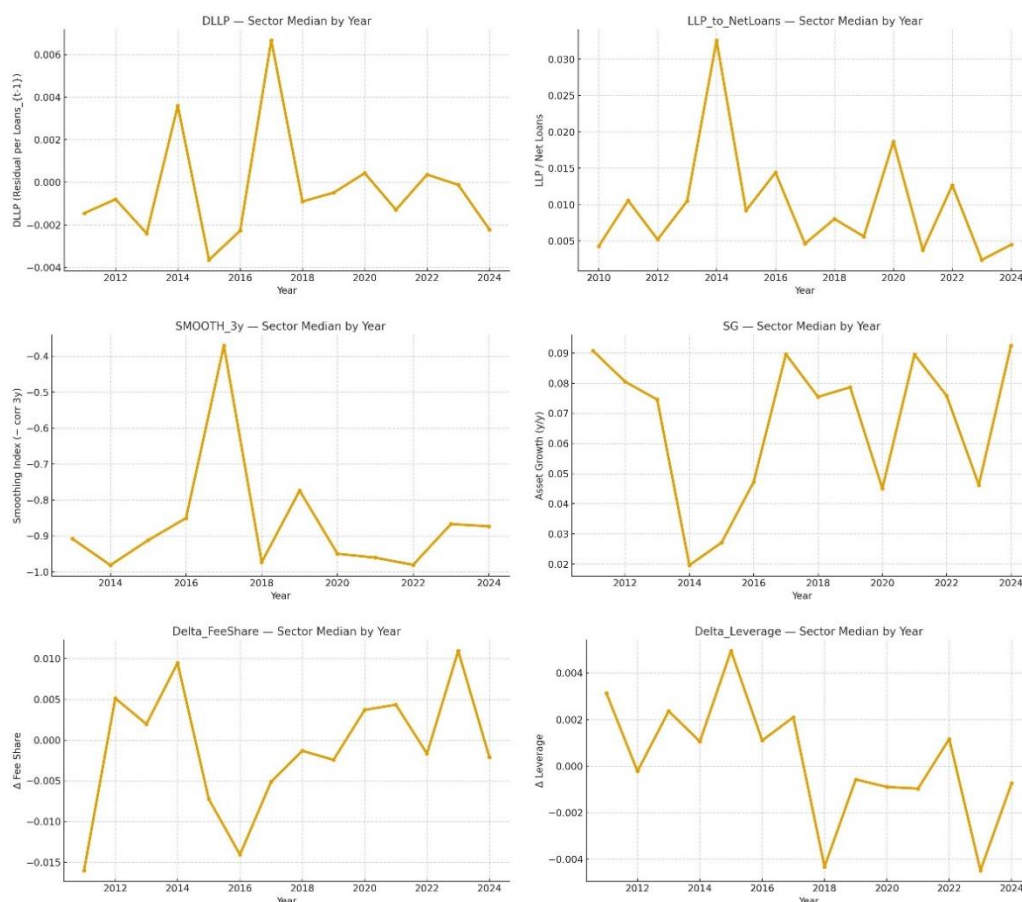 DLLP — Sector Median by Year
DLLP (Residual per Loans_{t-1})
0.006
0.004
0.002
0.000
−0.002
−0.004
2012 2014 2016 2018 2020 2022 2024
Year
LLP_to_NetLoans — Sector Median by Year
LLP / Net Loans
0.030
0.025
0.020
0.015
0.010
0.005
2010 2012 2014 2016 2018 2020 2022 2024
Year
SMOOTH_3y — Sector Median by Year
Smoothing Index (− corr 3y)
−0.4
−0.5
−0.6
−0.7
−0.8
−0.9
−1.0
2014 2016 2018 2020 2022 2024
Year
SG — Sector Median by Year
Asset Growth (y/y)
0.09
0.08
0.07
0.06
0.05
0.04
0.03
0.02
2012 2014 2016 2018 2020 2022 2024
Year
Delta_FeeShare — Sector Median by Year
Δ Fee Share
0.010
0.005
0.000
−0.005
−0.010
−0.015
2012 2014 2016 2018 2020 2022 2024
Year
Delta_Leverage — Sector Median by Year
Δ Leverage
0.004
0.002
0.000
−0.002
−0.004
2012 2014 2016 2018 2020 2022 2024
Year